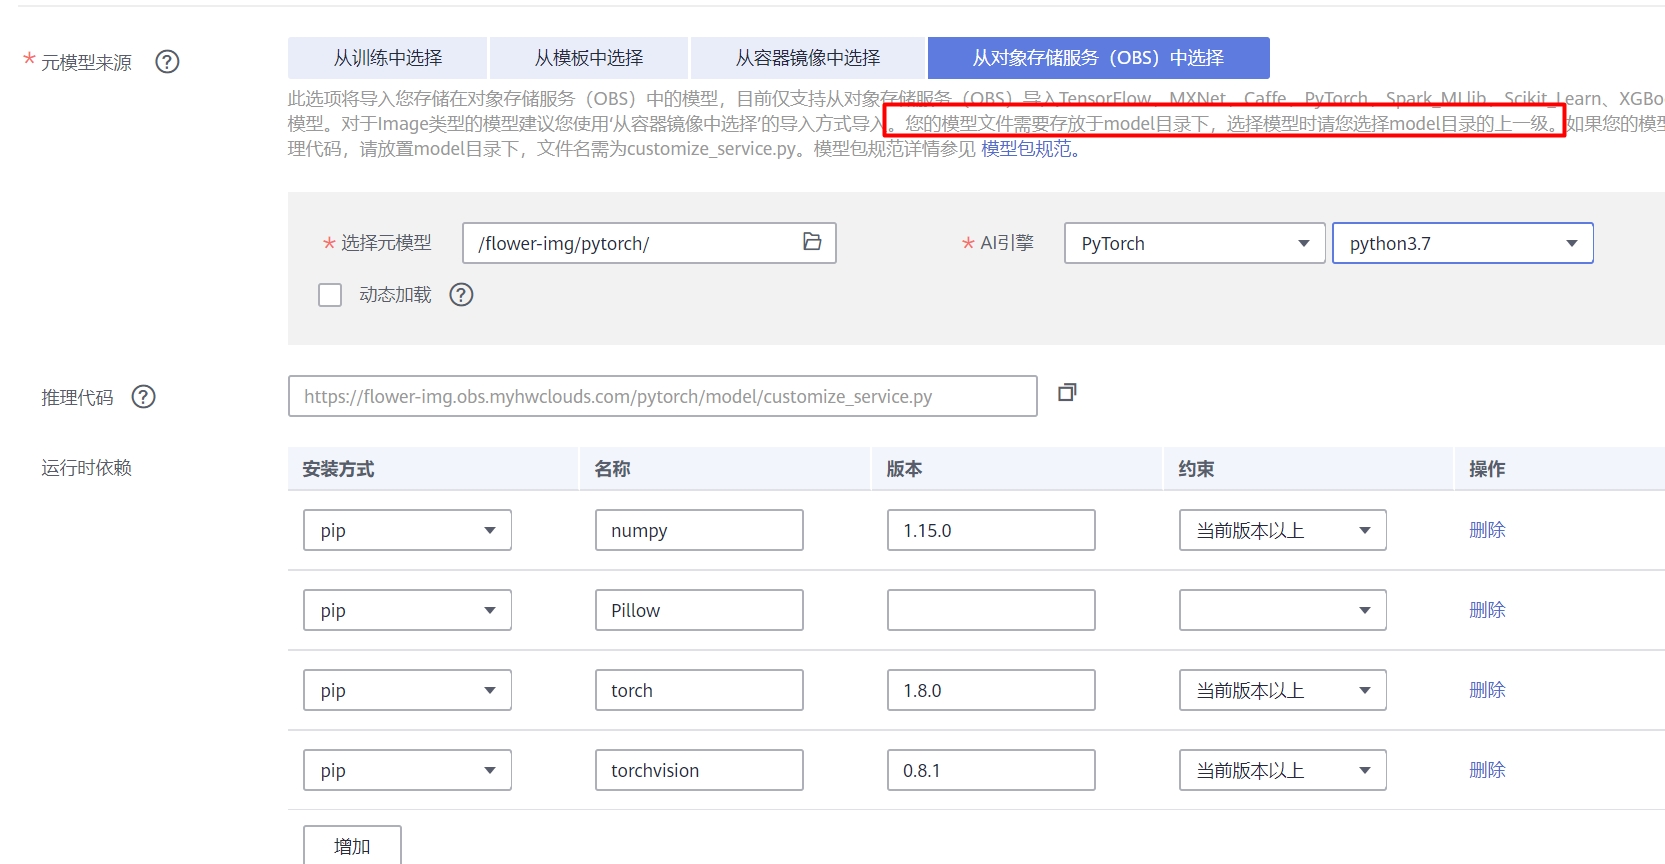 * 元模型来源 ?
从训练中选择 从模板中选择 从容器镜像中选择 从对象存储服务（OBS）中选择
此选项将导入您存储在对象存储服务（OBS）中的模型，目前仅支持从对象存储服务（OBS）导入TensorFlow、MXNet、Caffe、PyTorch、Spark_MLlib、Scikit_Learn、XGBo
模型。对于Image类型的模型建议您使用‘从容器镜像中选择’的导入方式导入。您的模型文件需要存放于model目录下，选择模型时请您选择model目录的上一级。如果您的模型
理代码，请放置model目录下，文件名需为customize_service.py。模型包规范详情参见 模型包规范。
* 选择元模型 /flower-img/pytorch/ * AI引擎 PyTorch python3.7
动态加载 ?
推理代码 ? https://flower-img.obs.myhwclouds.com/pytorch/model/customize_service.py
运行时依赖 安装方式 名称 版本 约束 操作
pip numpy 1.15.0 当前版本以上 删除
pip Pillow 删除
pip torch 1.8.0 当前版本以上 删除
pip torchvision 0.8.1 当前版本以上 删除
增加